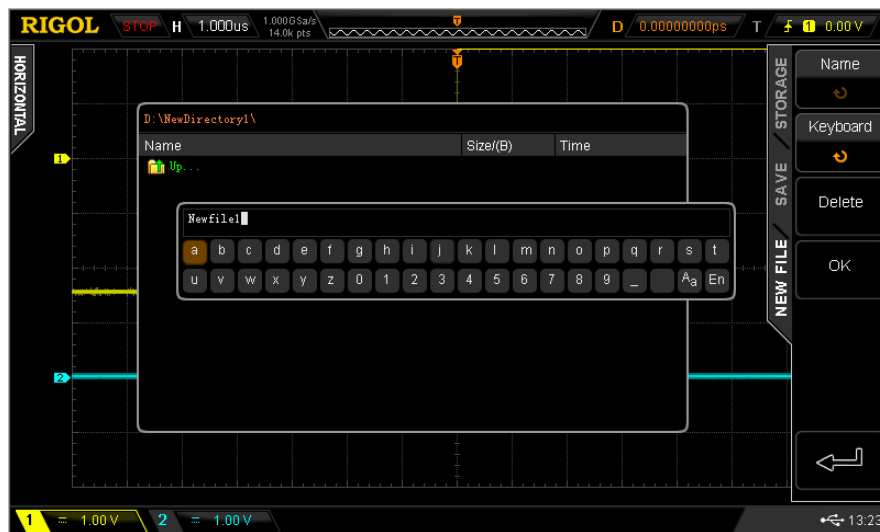 RIGOL STOP H 1.000us 1.000GSa/s 14.0k pts T D 0.00000000ps T 1 0.00 V
HORIZONTAL
T
1
2
D:\NewDirectory1\
Name Size/(B) Time
Up...
Newfile1
a b c d e f g h i j k l m n o p q r s t
u v w x y z 0 1 2 3 4 5 6 7 8 9 _ Aa En
STORAGE
SAVE
NEW FILE
Name
Keyboard
Delete
OK
1 = 1.00 V 2 = 1.00 V 13:23